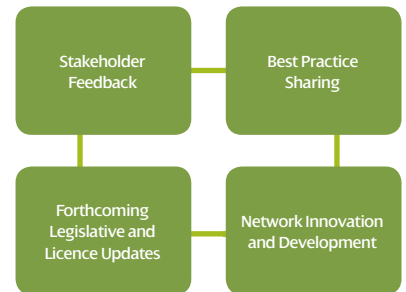 Stakeholder
Feedback
Best Practice
Sharing
Forthcoming
Legislative and
Licence Updates
Network Innovation
and Development